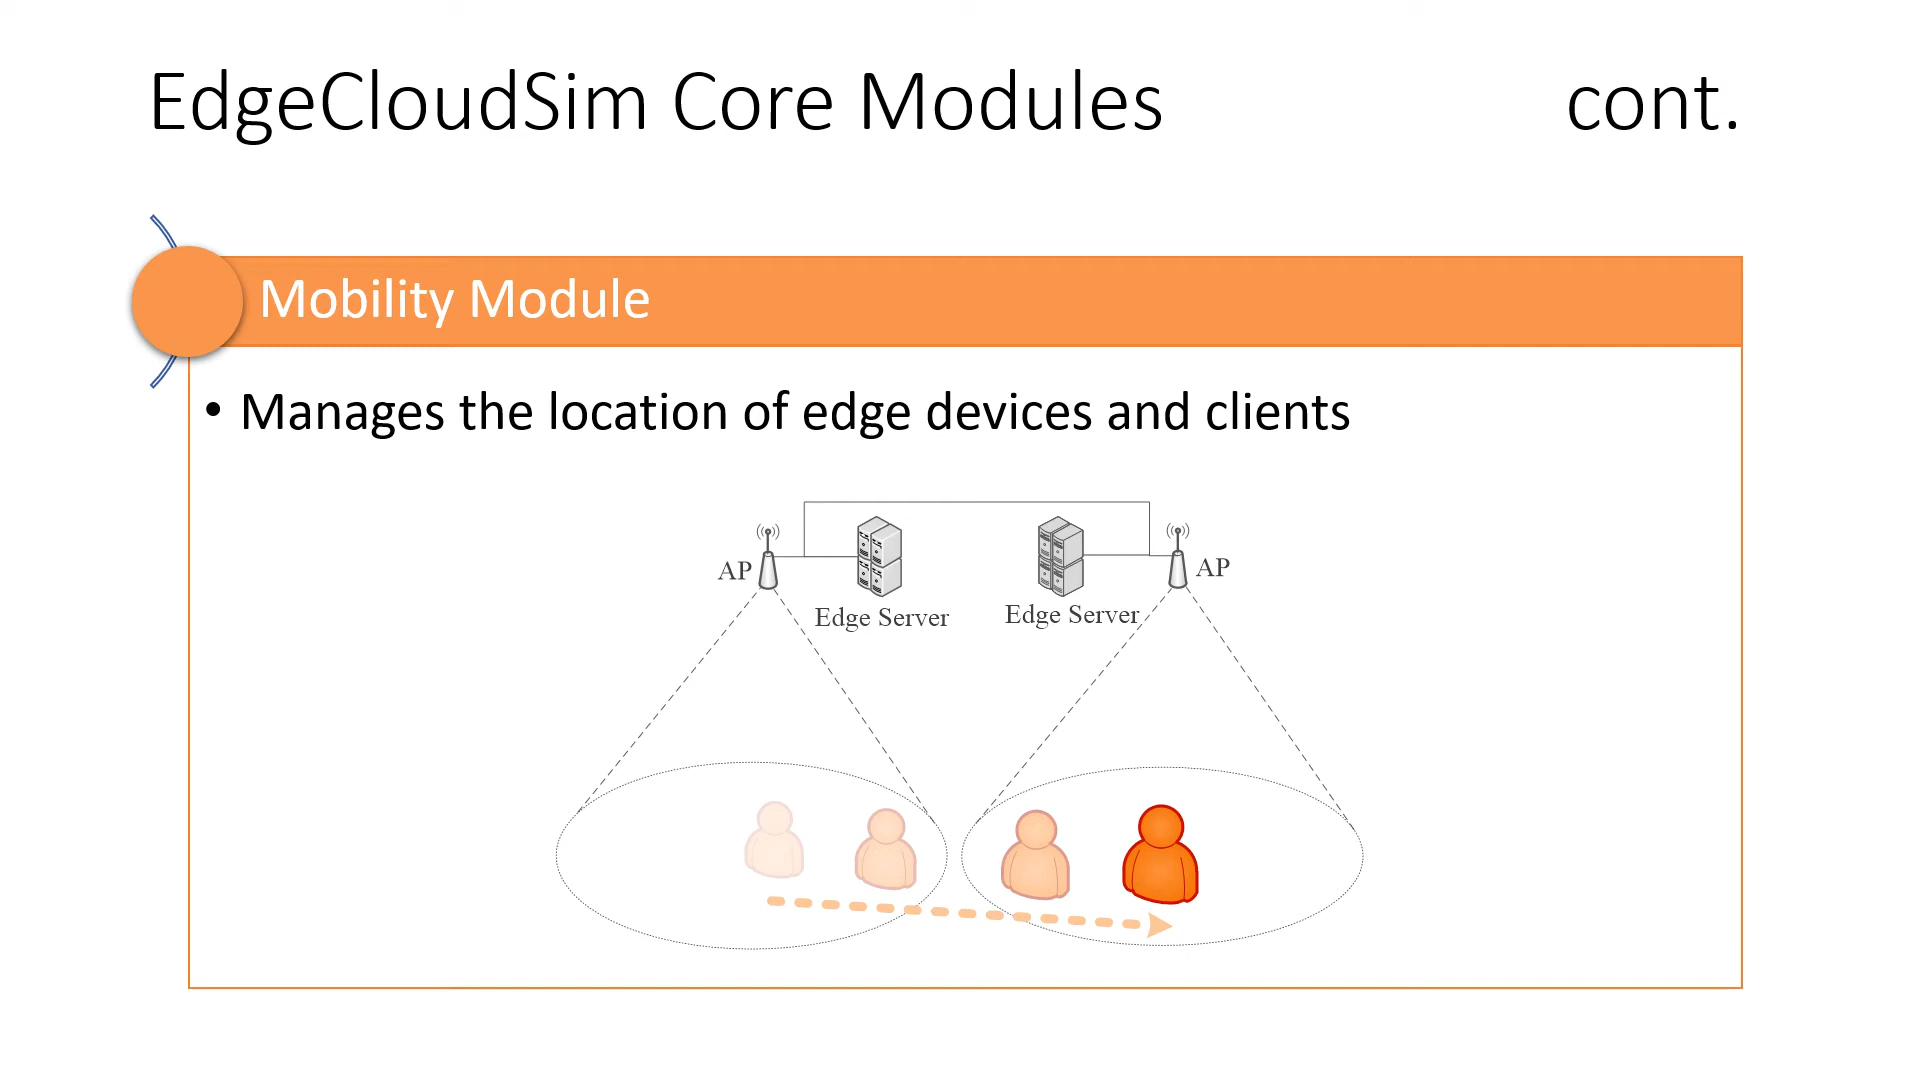 EdgeCloudSim Core Modules cont.
Mobility Module
• Manages the location of edge devices and clients
AP
Edge Server
Edge Server
AP